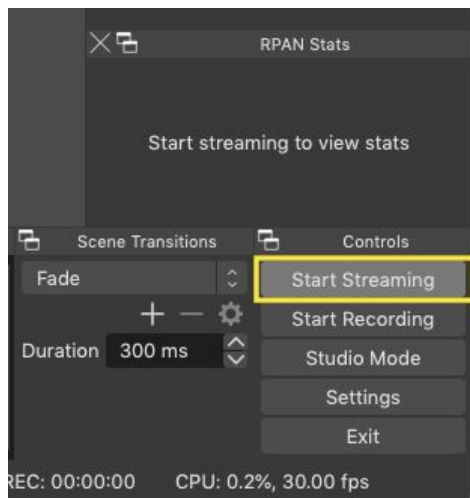 RPAN Stats
Start streaming to view stats
Scene Transitions
Controls
Fade
Start Streaming
Start Recording
Duration 300 ms
Studio Mode
Settings
Exit
REC: 00:00:00 CPU: 0.2%, 30.00 fps